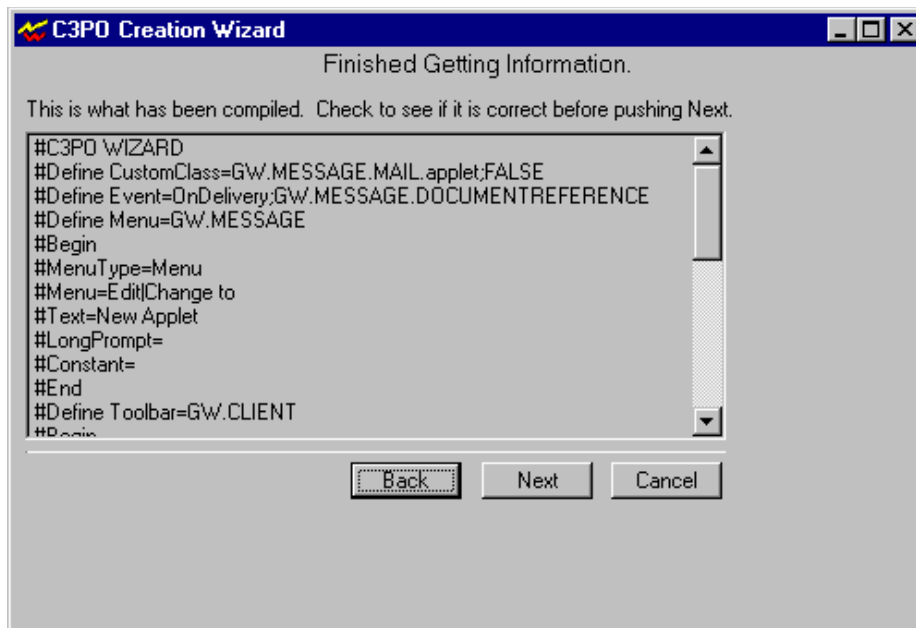 C3PO Creation Wizard
Finished Getting Information.
This is what has been compiled. Check to see if it is correct before pushing Next.
#C3PO WIZARD
#Define CustomClass=GW.MESSAGE.MAIL.applet;FALSE
#Define Event=OnDelivery;GW.MESSAGE.DOCUMENTREFERENCE
#Define Menu=GW.MESSAGE
#Begin
#MenuType=Menu
#Menu=Edit|Change to
#Text=New Applet
#LongPrompt=
#Constant=
#End
#Define Toolbar=GW.CLIENT
#Begin
Back Next Cancel